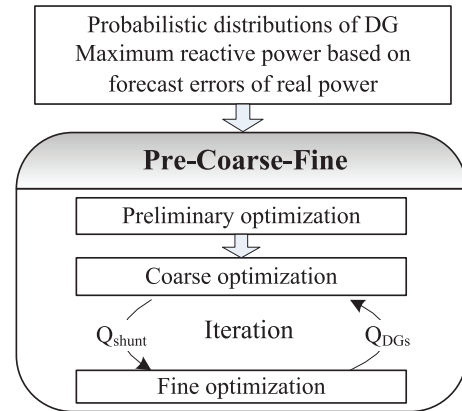 Probabilistic distributions of DG
Maximum reactive power based on
forecast errors of real power
Pre-Coarse-Fine
Preliminary optimization
Coarse optimization
Q_shunt
Iteration
Q_DGs
Fine optimization